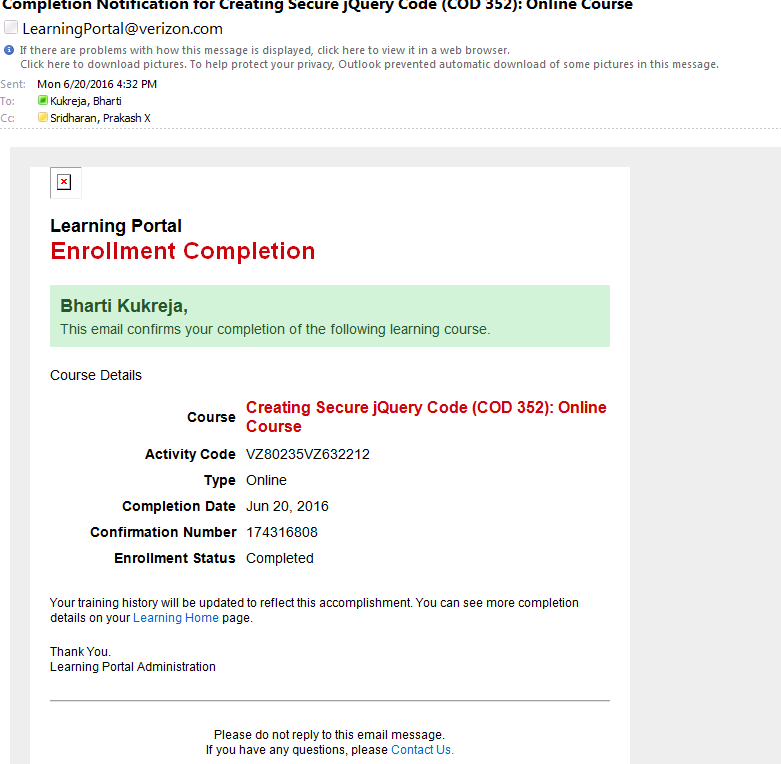 Completion Notification for Creating Secure jQuery Code (COD 352): Online Course
LearningPortal@verizon.com
If there are problems with how this message is displayed, click here to view it in a web browser.
Click here to download pictures. To help protect your privacy, Outlook prevented automatic download of some pictures in this message.
Sent: Mon 6/20/2016 4:32 PM
To: Kukreja, Bharti
Cc: Sridharan, Prakash X
Learning Portal
Enrollment Completion
Bharti Kukreja,
This email confirms your completion of the following learning course.
Course Details
Course Creating Secure jQuery Code (COD 352): Online
Course
Activity Code VZ80235VZ632212
Type Online
Completion Date Jun 20, 2016
Confirmation Number 174316808
Enrollment Status Completed
Your training history will be updated to reflect this accomplishment. You can see more completion
details on your Learning Home page.
Thank You.
Learning Portal Administration
Please do not reply to this email message.
If you have any questions, please Contact Us.